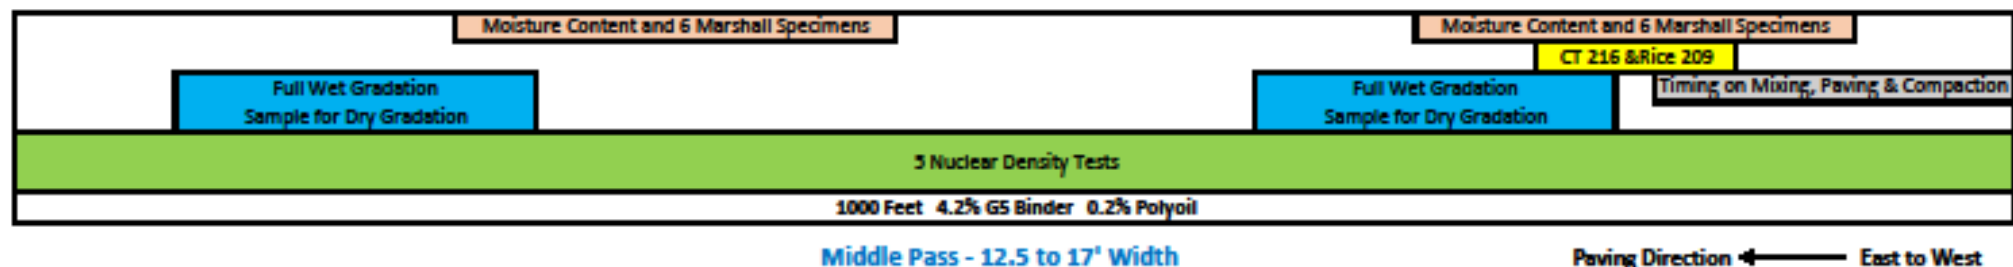 Moisture Content and 6 Marshall Specimens
Moisture Content and 6 Marshall Specimens
CT 216 &Rice 209
Full Wet Gradation
Sample for Dry Gradation
Full Wet Gradation
Sample for Dry Gradation
Timing on Mixing, Paving & Compaction
5 Nuclear Density Tests
1000 Feet 4.2% G5 Binder 0.2% Polyoil
Middle Pass - 12.5 to 17' Width
Paving Direction
East to West